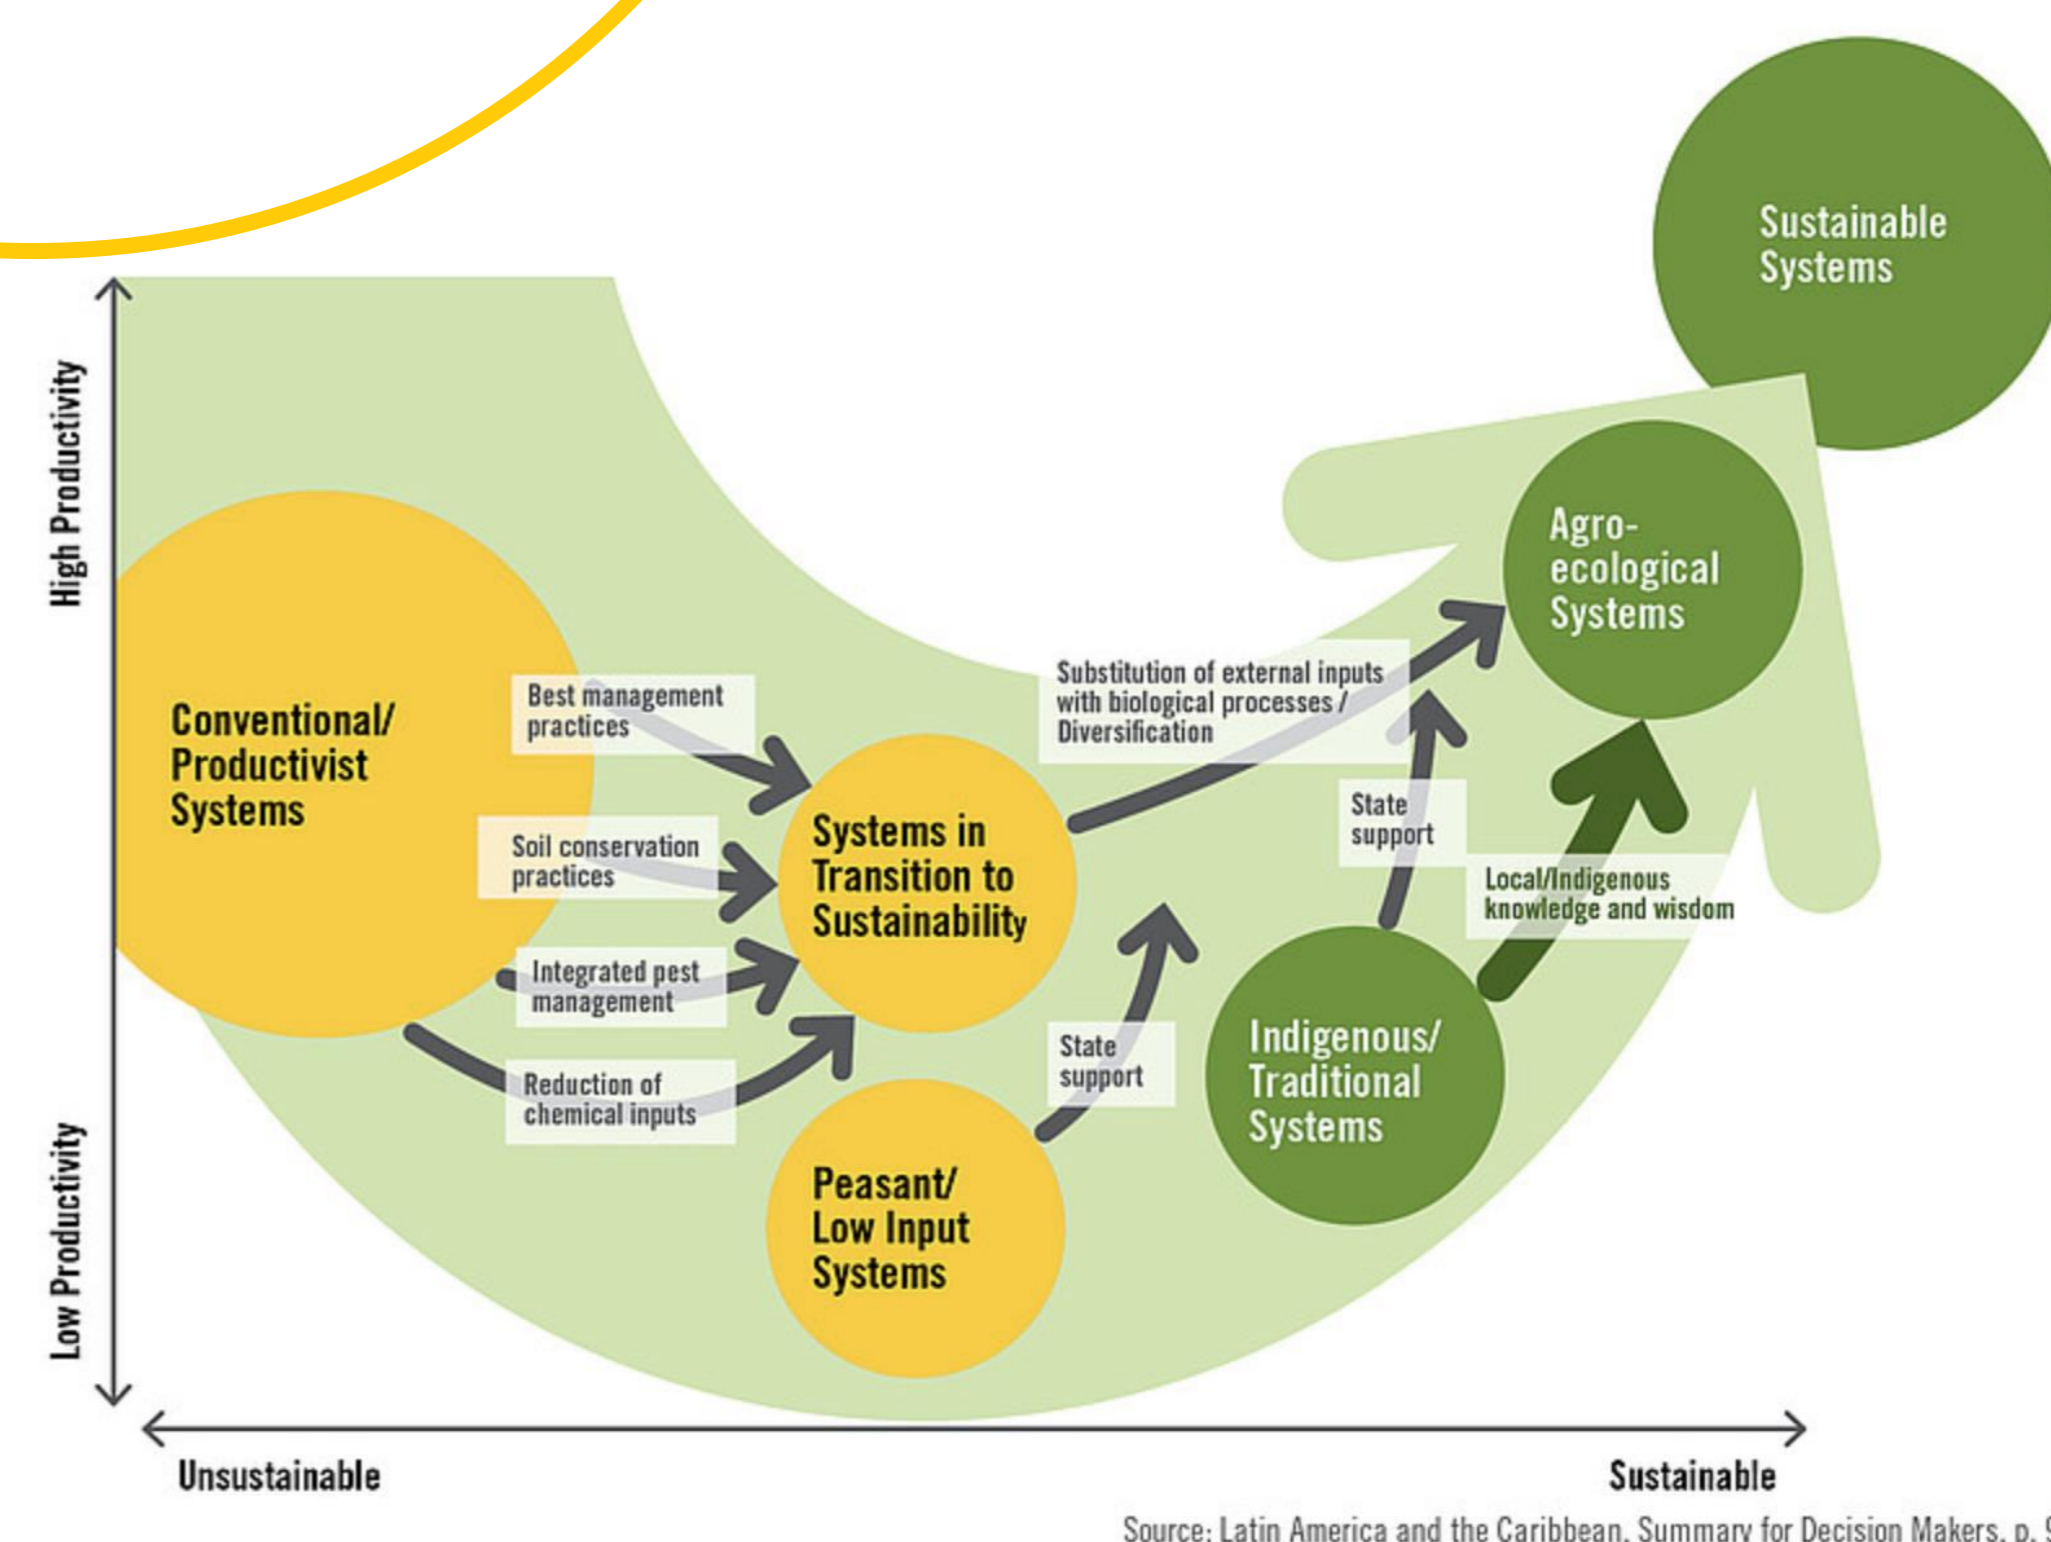 Sustainable
Systems
High Productivity
Agro-
ecological
Systems
Conventional/
Productivist
Systems
Best management
practices
Substitution of external inputs
with biological processes /
Diversification
Soil conservation
practices
Systems in
Transition to
Sustainability
State
support
Local/Indigenous
knowledge and wisdom
Integrated pest
management
Reduction of
chemical inputs
State
support
Indigenous/
Traditional
Systems
Peasant/
Low Input
Systems
Low Productivity
Unsustainable
Sustainable
Source: Latin America and the Caribbean. Summary for Decision Makers. p.